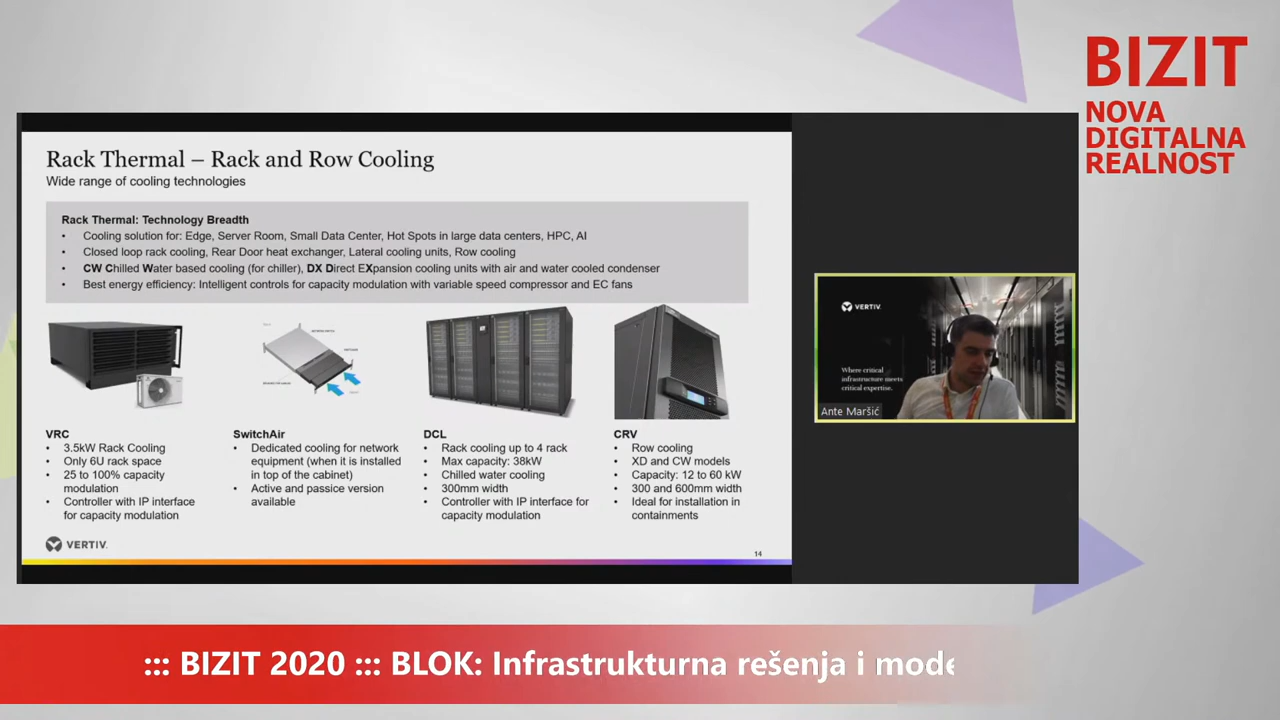 BIZIT
NOVA
DIGITALNA
REALNOST
Rack Thermal – Rack and Row Cooling
Wide range of cooling technologies
Rack Thermal: Technology Breadth
• Cooling solution for: Edge, Server Room, Small Data Center, Hot Spots in large data centers, HPC, AI
• Closed loop rack cooling, Rear Door heat exchanger, Lateral cooling units, Row cooling
• CW Chilled Water based cooling (for chiller), DX Direct EXpansion cooling units with air and water cooled condenser
• Best energy efficiency: Intelligent controls for capacity modulation with variable speed compressor and EC fans
VRC
• 3.5kW Rack Cooling
• Only 6U rack space
• 25 to 100% capacity
modulation
• Controller with IP interface
for capacity modulation
SwitchAir
• Dedicated cooling for network
equipment (when it is installed
in top of the cabinet)
• Active and passive version
available
DCL
• Rack cooling up to 4 rack
• Max capacity: 38kW
• Chilled water cooling
• 300mm width
• Controller with IP interface for
capacity modulation
CRV
• Row cooling
• XD and CW models
• Capacity: 12 to 60 kW
• 300 and 600mm width
• Ideal for installation in
containments
VERTIV.
14
VERTIV.
Where critical
infrastructure meets
critical expertise.
Ante Maršić
::: BIZIT 2020 ::: BLOK: Infrastrukturna rešenja i mode